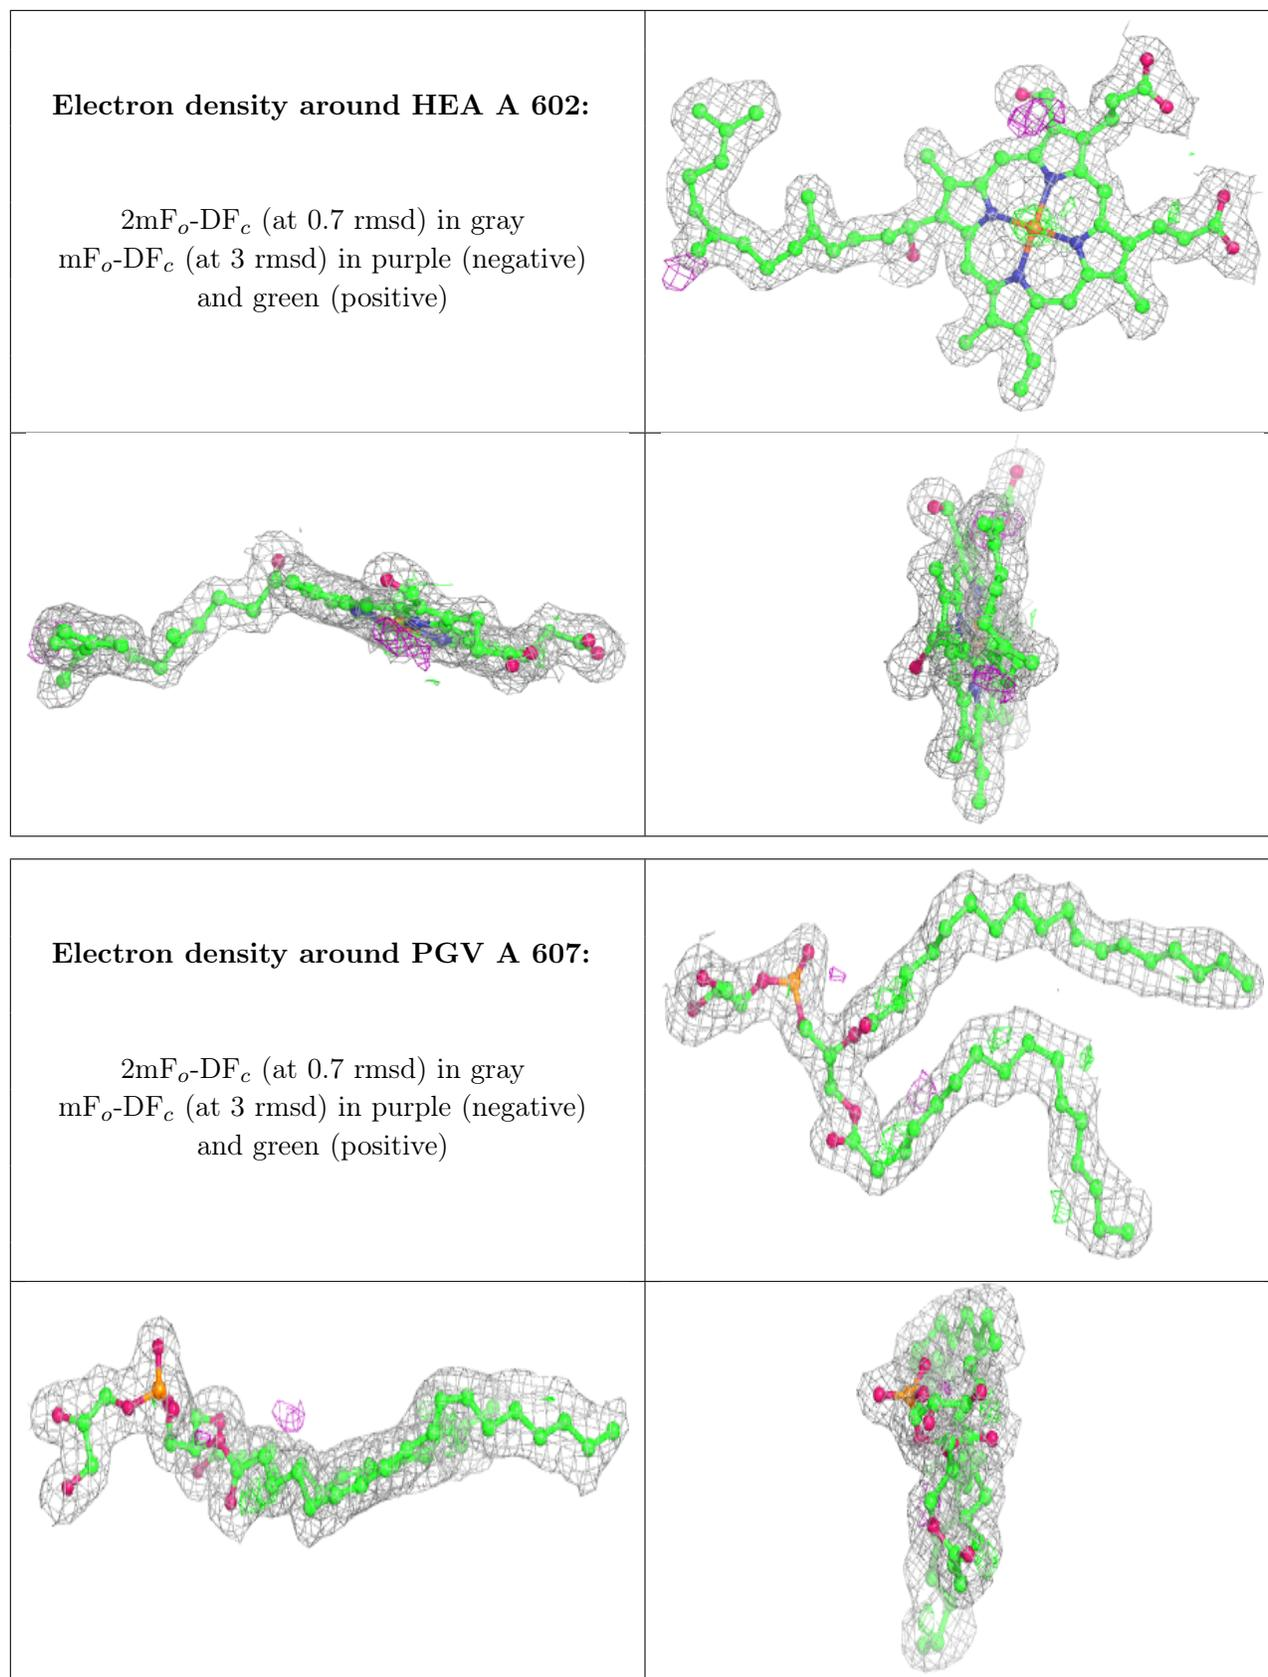 Electron density around HEA A 602:
2mFo-DFc (at 0.7 rmsd) in gray
mFo-DFc (at 3 rmsd) in purple (negative)
and green (positive)
Electron density around PGV A 607:
2mFo-DFc (at 0.7 rmsd) in gray
mFo-DFc (at 3 rmsd) in purple (negative)
and green (positive)